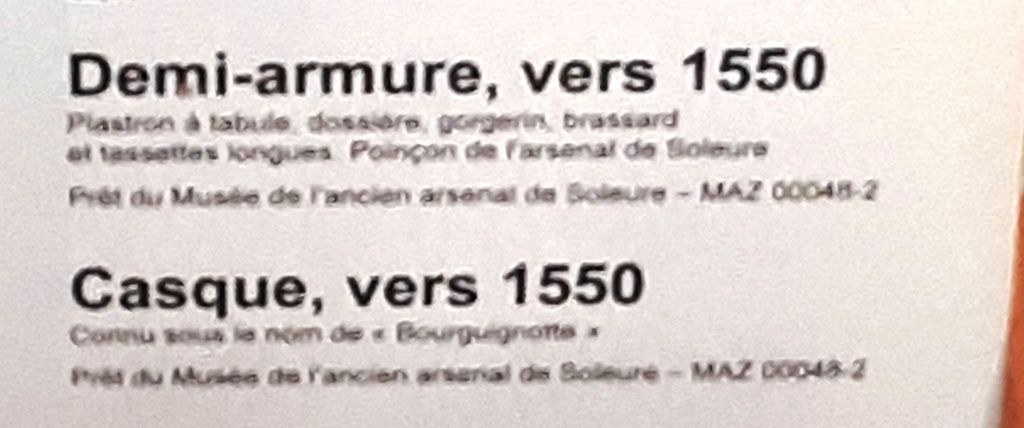 Demi-armure, vers 1550
Plastron à tabule, dossière, gorgerin, brassard
et tassettes longues. Poinçon de l'arsenal de Soleure
Prêt du Musée de l'ancien arsenal de Soleure – MAZ 00048-2
Casque, vers 1550
Connu sous le nom de « Bourguignotte »
Prêt du Musée de l'ancien arsenal de Soleure – MAZ 00048-2